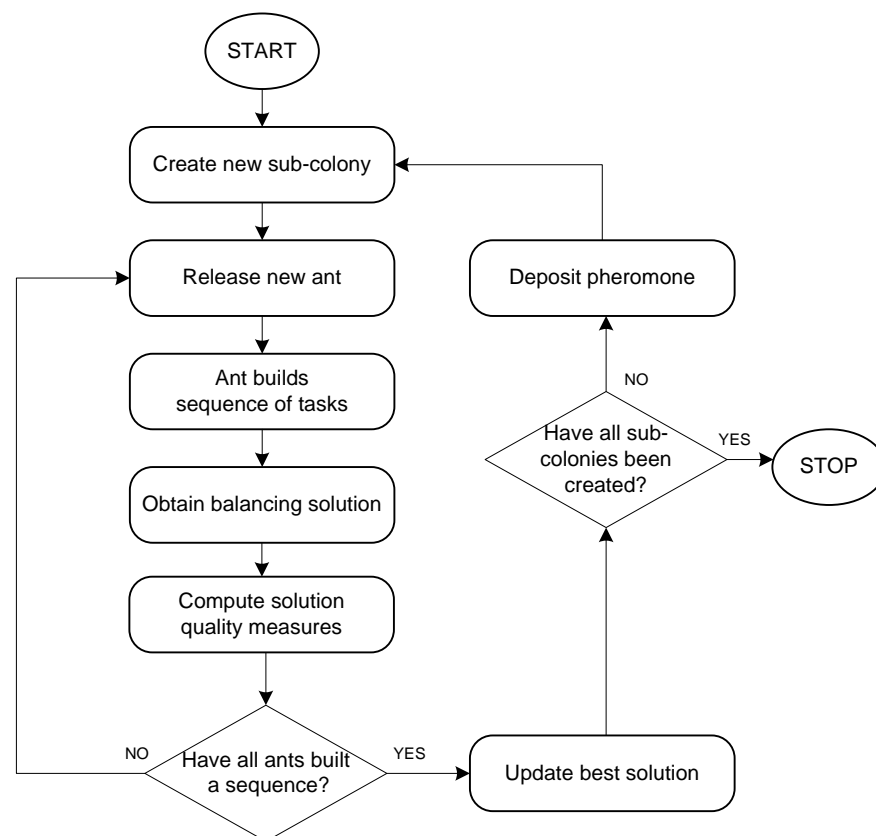 START
Create new sub-colony
Release new ant
Deposit pheromone
Ant builds
sequence of tasks
NO
Have all sub-
colonies been
created?
YES
STOP
Obtain balancing solution
Compute solution
quality measures
NO
Have all ants built
a sequence?
YES
Update best solution